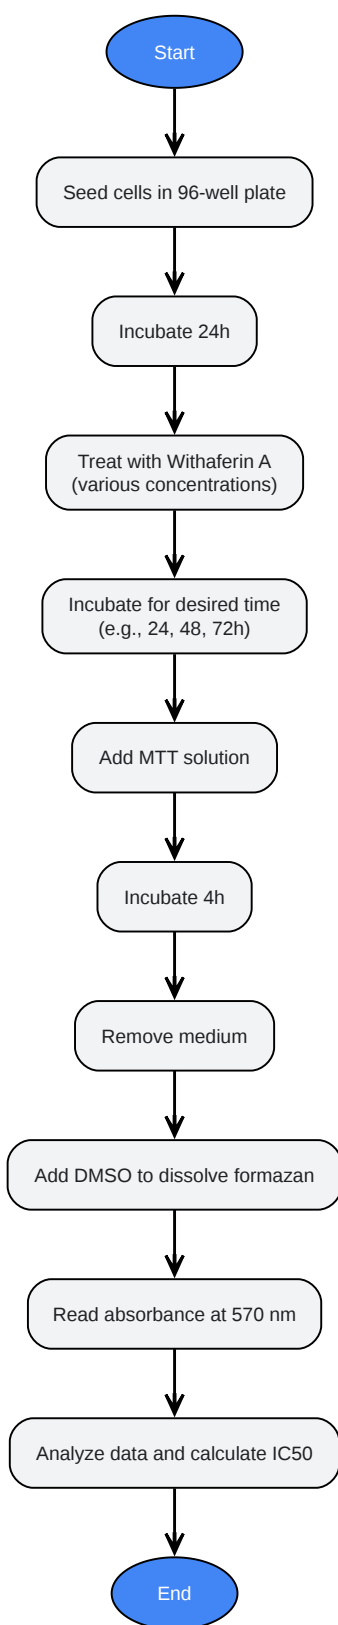 Start
Seed cells in 96-well plate
Incubate 24h
Treat with Withaferin A
(various concentrations)
Incubate for desired time
(e.g., 24, 48, 72h)
Add MTT solution
Incubate 4h
Remove medium
Add DMSO to dissolve formazan
Read absorbance at 570 nm
Analyze data and calculate IC50
End